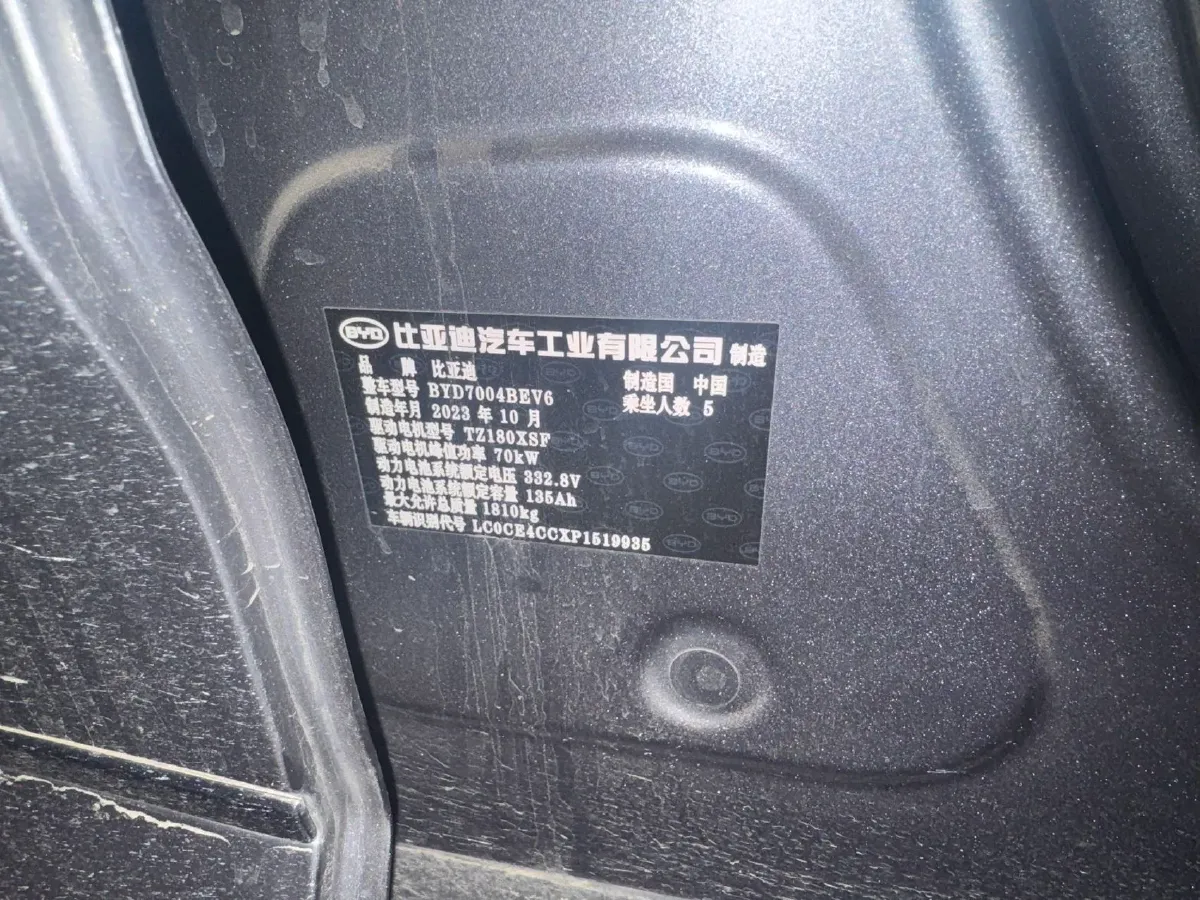 BYD 比亚迪汽车工业有限公司 制造
品 牌 比亚迪 制造国 中国
整车型号 BYD7004BEV6 乘坐人数 5
制造年月 2023 年 10 月
驱动电机型号 TZ180XSF
驱动电机峰值功率 70kW
动力电池系统额定电压 332.8V
动力电池系统额定容量 135Ah
最大允许总质量 1810kg
车辆识别代号 LC0CE4CCXP1519935